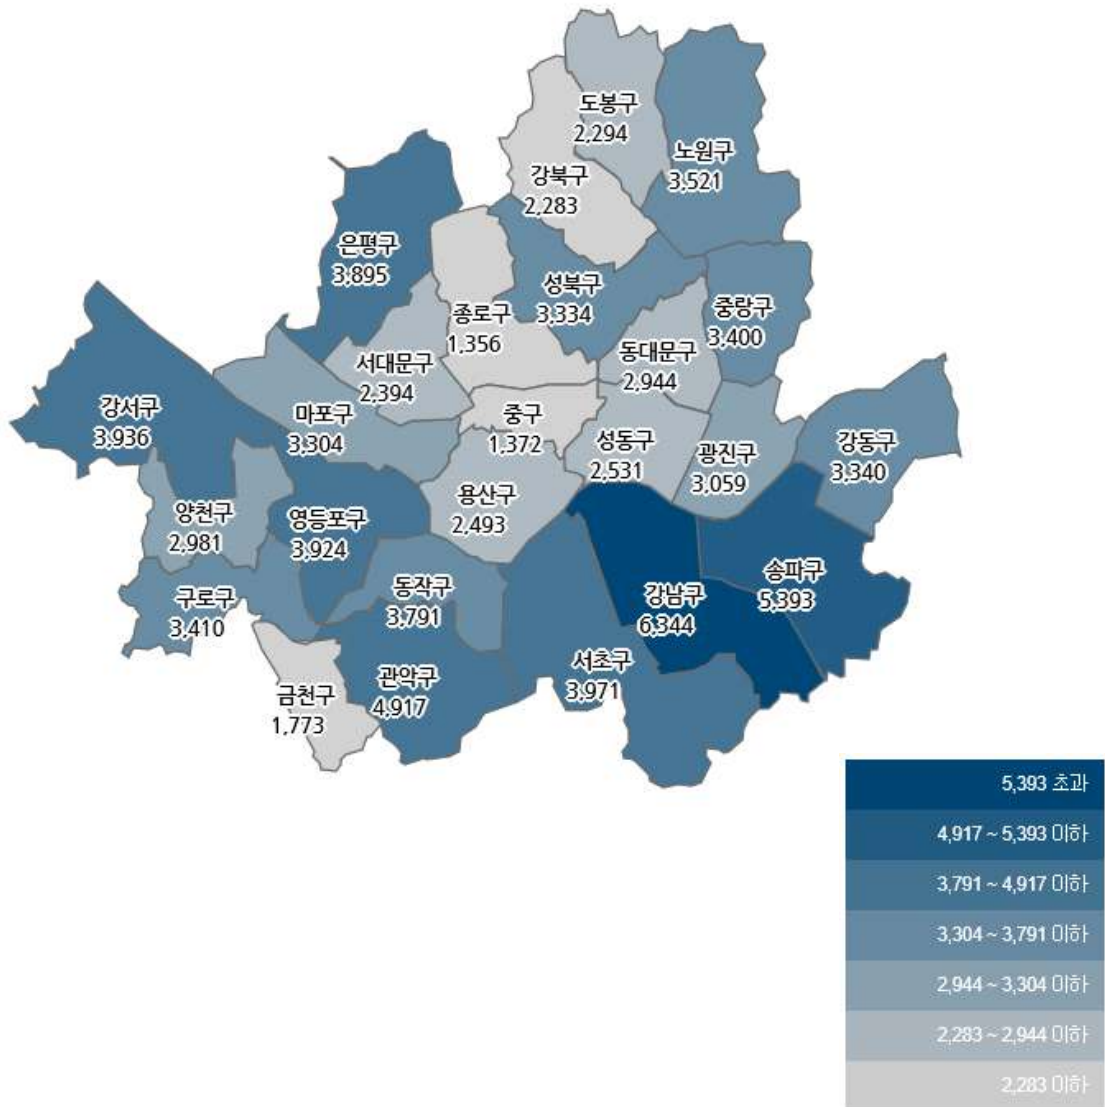 도봉구
2,294
노원구
3,521
강북구
2,283
은평구
3,895
성북구
3,334
종로구
1,356
중랑구
3,400
서대문구
2,394
동대문구
2,944
강서구
3,936
마포구
3,304
중구
1,372
성동구
2,531
광진구
3,059
강동구
3,340
양천구
2,981
영등포구
3,924
용산구
2,493
구로구
3,410
동작구
3,791
강남구
6,344
송파구
5,393
금천구
1,773
관악구
4,917
서초구
3,971
5,393 초과
4,917 ~ 5,393 이하
3,791 ~ 4,917 이하
3,304 ~ 3,791 이하
2,944 ~ 3,304 이하
2,283 ~ 2,944 이하
2,283 이하